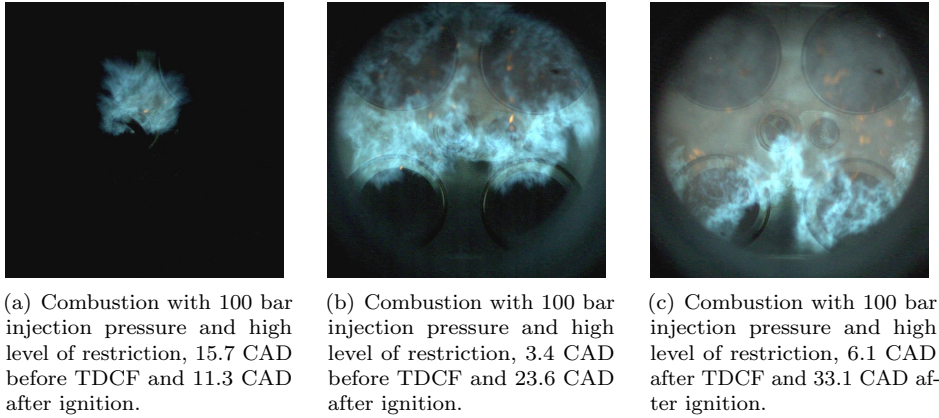 (a) Combustion with 100 bar
injection pressure and high
level of restriction, 15.7 CAD
before TDCF and 11.3 CAD
after ignition.
(b) Combustion with 100 bar
injection pressure and high
level of restriction, 3.4 CAD
before TDCF and 23.6 CAD
after ignition.
(c) Combustion with 100 bar
injection pressure and high
level of restriction, 6.1 CAD
after TDCF and 33.1 CAD af-
ter ignition.